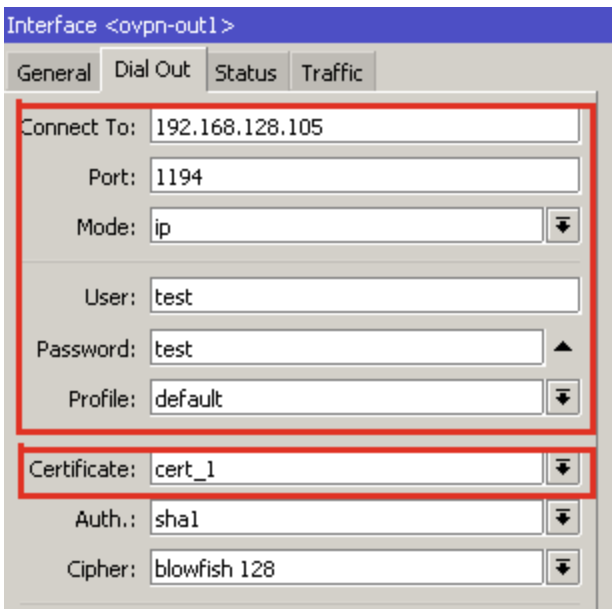 Interface <ovpn-out1>
General Dial Out Status Traffic
Connect To: 192.168.128.105
Port: 1194
Mode: ip
User: test
Password: test
Profile: default
Certificate: cert_1
Auth.: sha1
Cipher: blowfish 128